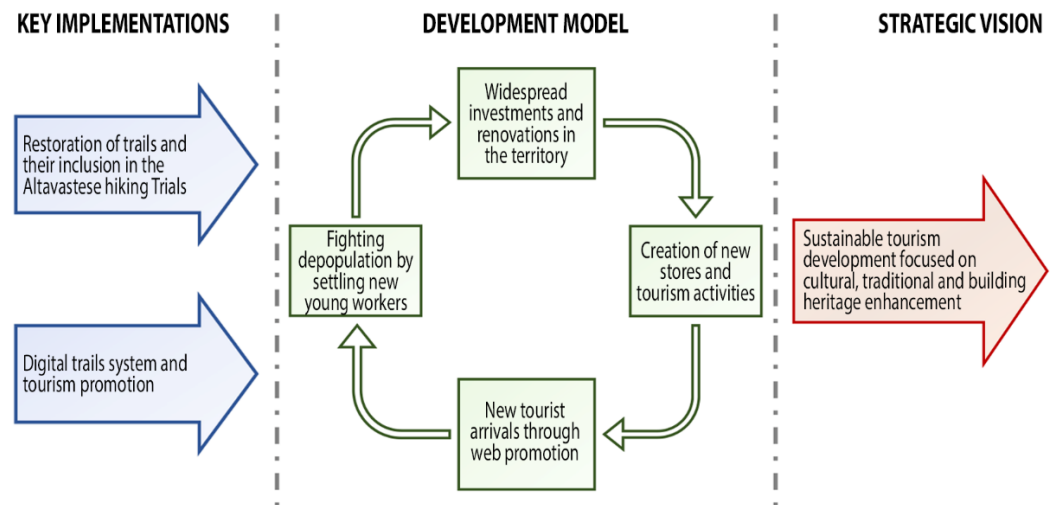 KEY IMPLEMENTATIONS
Restoration of trails and
their inclusion in the
Altavastese hiking Trials
Digital trails system and
tourism promotion
DEVELOPMENT MODEL
Widespread
investments and
renovations in
the territory
Creation of new
stores and
tourism activities
New tourist
arrivals through
web promotion
Fighting
depopulation by
settling new
young workers
STRATEGIC VISION
Sustainable tourism
development focused on
cultural, traditional and building
heritage enhancement